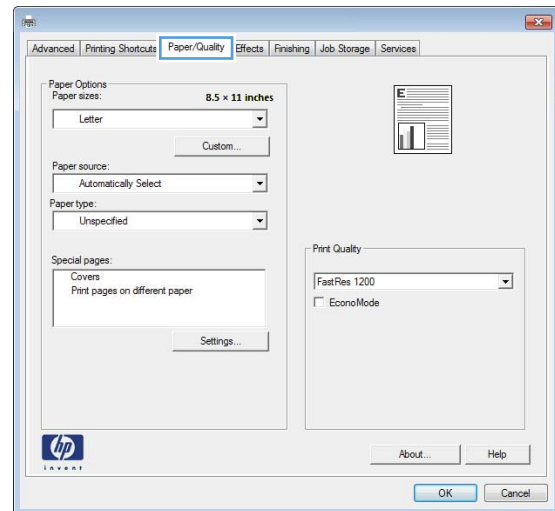 Advanced Printing Shortcuts Paper/Quality Effects Finishing Job Storage Services
Paper Options
Paper sizes: 8.5 × 11 inches
Letter
Custom...
Paper source:
Automatically Select
Paper type:
Unspecified
Special pages:
Covers
Print pages on different paper
Settings...
E
Print Quality
FastRes 1200
EconoMode
hp
invent
About... Help
OK Cancel